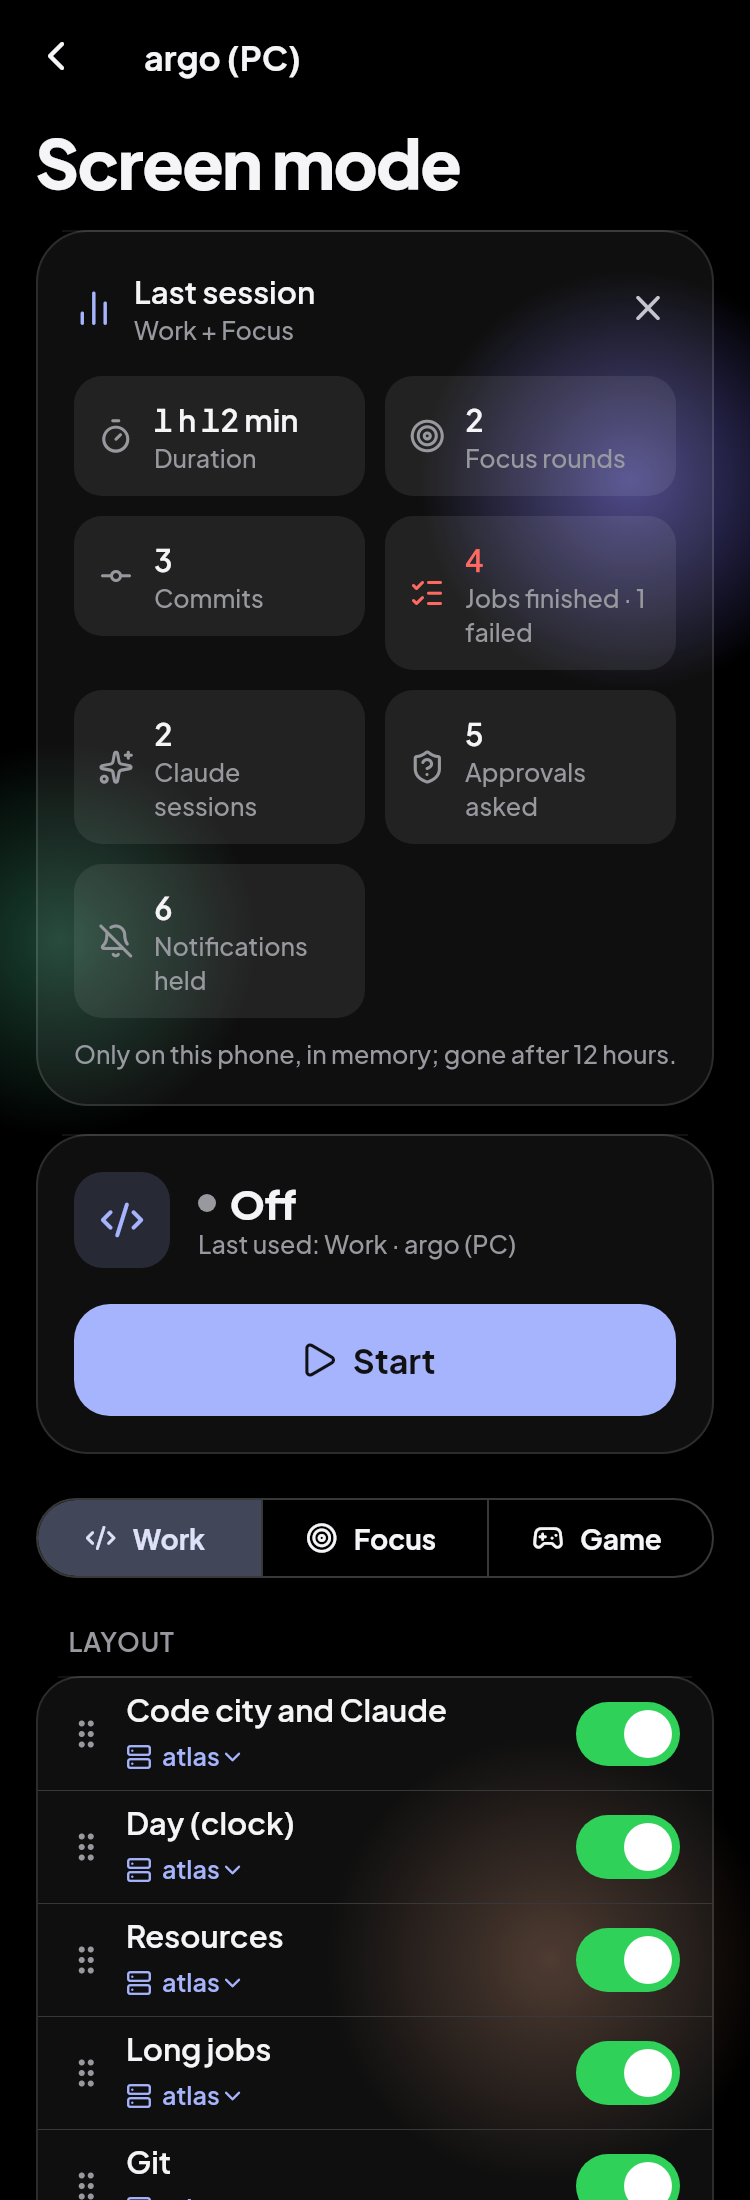 argo (PC)
Screen mode
Last session
Work + Focus
1 h 12 min
Duration
2
Focus rounds
3
Commits
4
Jobs finished · 1
failed
2
Claude
sessions
5
Approvals
asked
6
Notifications
held
Only on this phone, in memory; gone after 12 hours.
Off
Last used: Work · argo (PC)
Start
Work
Focus
Game
LAYOUT
Code city and Claude
atlas
Day (clock)
atlas
Resources
atlas
Long jobs
atlas
Git